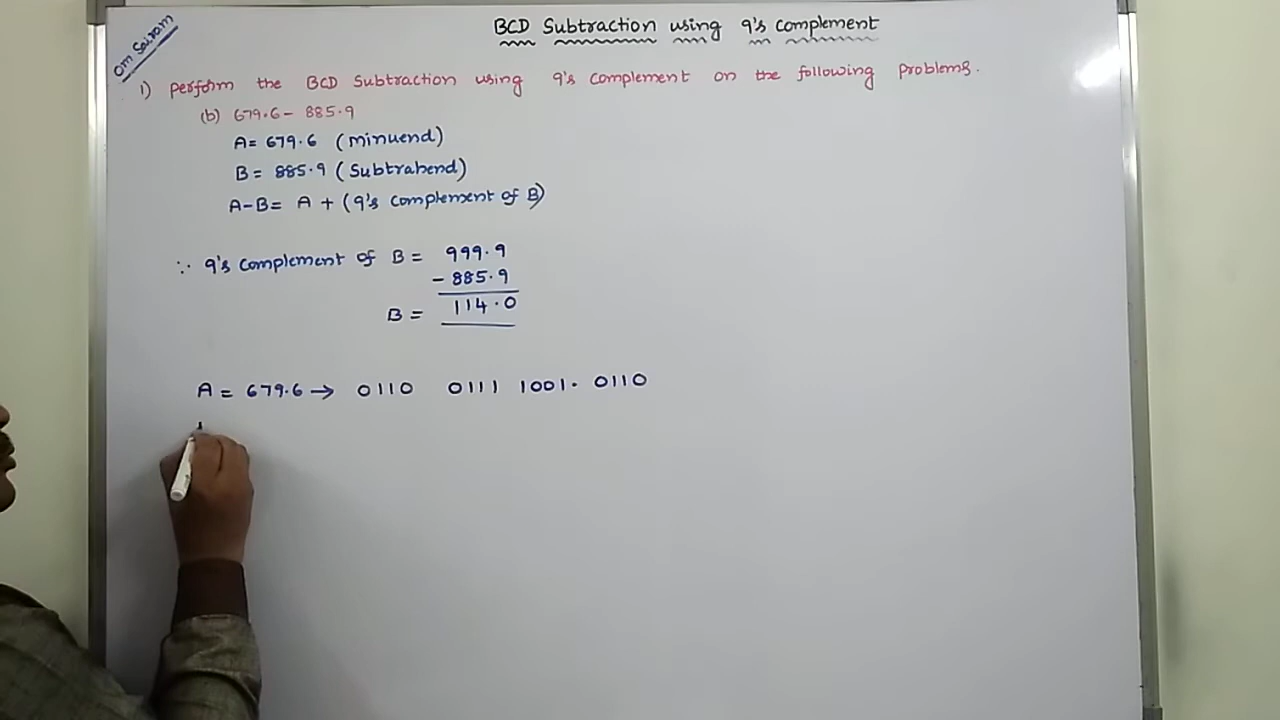 Om Sairam
BCD Subtraction using 9's complement
1) perform the BCD Subtraction using 9's complement on the following problems.
(b) 679.6 - 885.9
A = 679.6 (minuend)
B = 885.9 (Subtrahend)
A-B = A + (9's complement of B)
∵ 9's complement of B = 999.9
- 885.9
B = 114.0
A = 679.6 → 0110 0111 1001. 0110